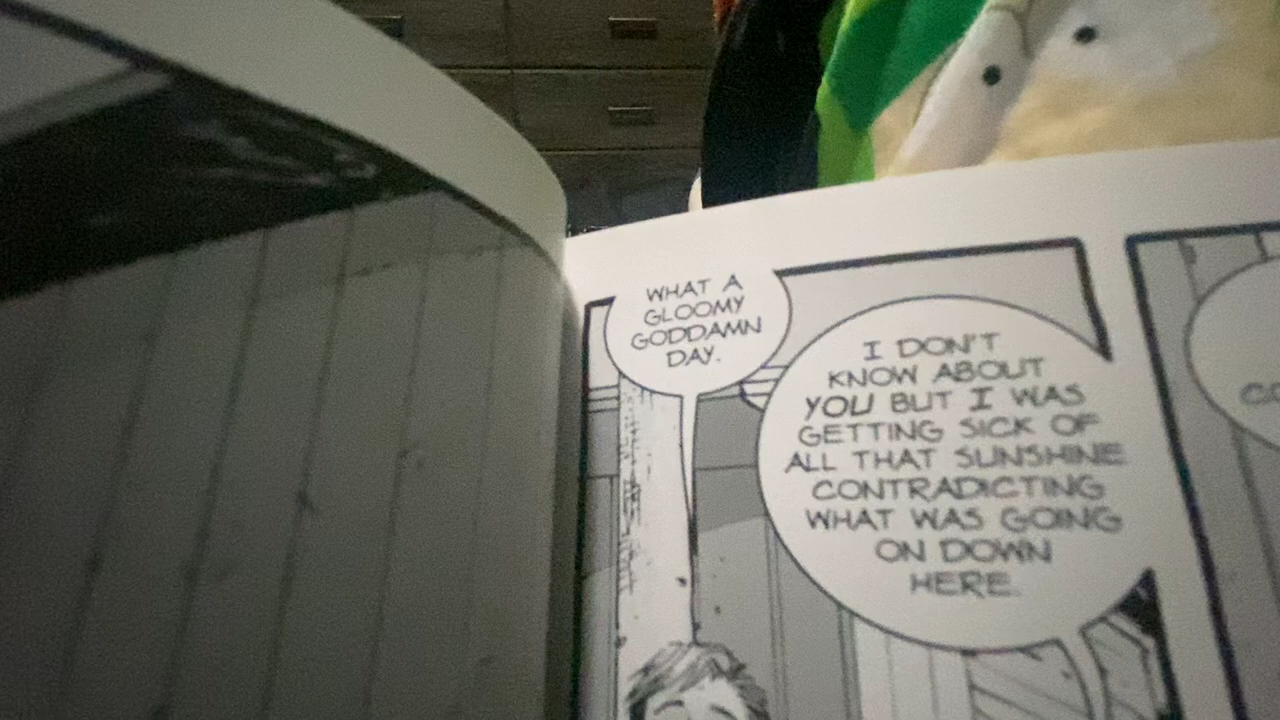 WHAT A
GLOOMY
GODDAMN
DAY.
I DON'T
KNOW ABOUT
YOU BUT I WAS
GETTING SICK OF
ALL THAT SUNSHINE
CONTRADICTING
WHAT WAS GOING
ON DOWN
HERE.